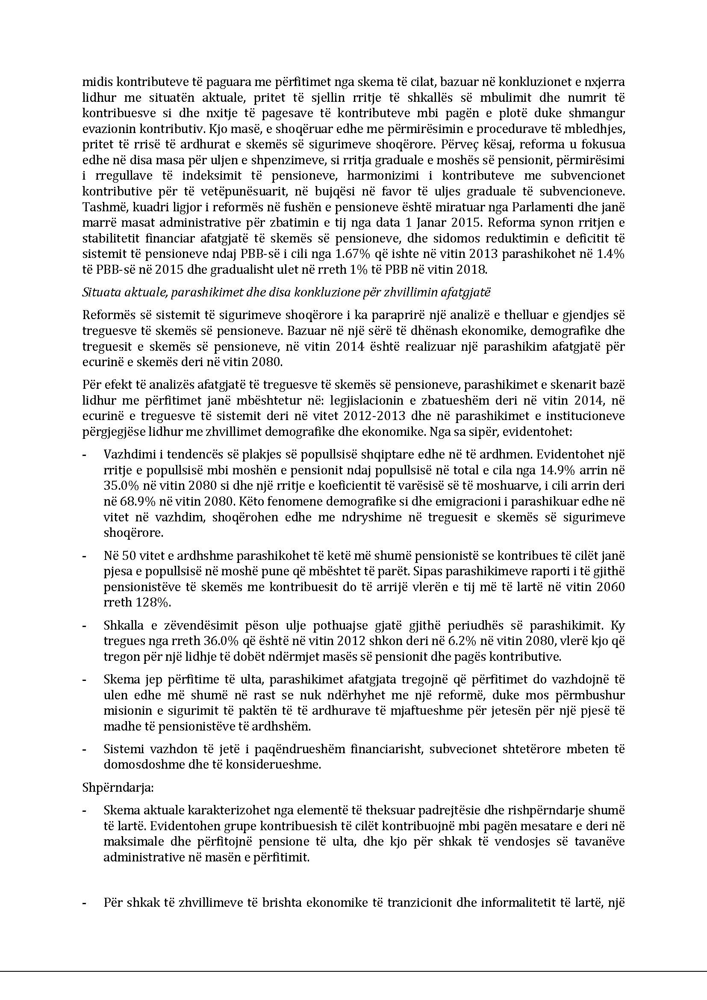 midis kontributeve të paguara me përfitimet nga skema të cilat, bazuar në konkluzionet e nxjerra
lidhur me situatën aktuale, pritet të sjellin rritje të shkallës së mbulimit dhe numrit të
kontribuesve si dhe nxitje të pagesave të kontributeve mbi pagën e plotë duke shmangur
evazionin kontributiv. Kjo masë, e shoqëruar edhe me përmirësimin e procedurave të mbledhjes,
pritet të rrisë të ardhurat e skemës së sigurimeve shoqërore. Përveç kësaj, reforma u fokusua
edhe në disa masa për uljen e shpenzimeve, si rritja graduale e moshës së pensionit, përmirësimi
i rregullave të indeksimit të pensioneve, harmonizimi i kontributeve me subvencionet
kontributive për të vetëpunësuarit, në bujqësi në favor të uljes graduale të subvencioneve.
Tashmë, kuadri ligjor i reformës në fushën e pensioneve është miratuar nga Parlamenti dhe janë
marrë masat administrative për zbatimin e tij nga data 1 Janar 2015. Reforma synon rritjen e
stabilitetit financiar afatgjatë të skemës së pensioneve, dhe sidomos reduktimin e deficitit të
sistemit të pensioneve ndaj PBB-së i cili nga 1.67% që ishte në vitin 2013 parashikohet në 1.4%
të PBB-së në 2015 dhe gradualisht ulet në rreth 1% të PBB në vitin 2018.
Situata aktuale, parashikimet dhe disa konkluzione për zhvillimin afatgjatë
Reformës së sistemit të sigurimeve shoqërore i ka paraprirë një analizë e thelluar e gjendjes së
treguesve të skemës së pensioneve. Bazuar në një sërë të dhënash ekonomike, demografike dhe
treguesit e skemës së pensioneve, në vitin 2014 është realizuar një parashikim afatgjatë për
ecurinë e skemës deri në vitin 2080.
Për efekt të analizës afatgjatë të treguesve të skemës së pensioneve, parashikimet e skenarit bazë
lidhur me përfitimet janë mbështetur në: legjislacionin e zbatueshëm deri në vitin 2014, në
ecurinë e treguesve të sistemit deri në vitet 2012-2013 dhe në parashikimet e institucioneve
përgjegjëse lidhur me zhvillimet demografike dhe ekonomike. Nga sa sipër, evidentohet:
- Vazhdimi i tendencës së plakjes së popullsisë shqiptare edhe në të ardhmen. Evidentohet një
rritje e popullsisë mbi moshën e pensionit ndaj popullsisë në total e cila nga 14.9% arrin në
35.0% në vitin 2080 si dhe një rritje e koeficientit të varësisë së të moshuarve, i cili arrin deri
në 68.9% në vitin 2080. Këto fenomene demografike si dhe emigracioni i parashikuar edhe në
vitet në vazhdim, shoqërohen edhe me ndryshime në treguesit e skemës së sigurimeve
shoqërore.
- Në 50 vitet e ardhshme parashikohet të ketë më shumë pensionistë se kontribues të cilët janë
pjesa e popullsisë në moshë pune që mbështet të parët. Sipas parashikimeve raporti i të gjithë
pensionistëve të skemës me kontribuesit do të arrijë vlerën e tij më të lartë në vitin 2060
rreth 128%.
- Shkalla e zëvendësimit pëson ulje pothuajse gjatë gjithë periudhës së parashikimit. Ky
tregues nga rreth 36.0% që është në vitin 2012 shkon deri në 6.2% në vitin 2080, vlerë kjo që
tregon për një lidhje të dobët ndërmjet masës së pensionit dhe pagës kontributive.
- Skema jep përfitime të ulta, parashikimet afatgjata tregojnë që përfitimet do vazhdojnë të
ulen edhe më shumë në rast se nuk ndërhyhet me një reformë, duke mos përmbushur
misionin e sigurimit të paktën të të ardhurave të mjaftueshme për jetesën për një pjesë të
madhe të pensionistëve të ardhshëm.
- Sistemi vazhdon të jetë i paqëndrueshëm financiarisht, subvecionet shtetërore mbeten të
domosdoshme dhe të konsiderueshme.
Shpërndarja:
- Skema aktuale karakterizohet nga elementë të theksuar padrejtësie dhe rishpërndarje shumë
të lartë. Evidentohen grupe kontribuesish të cilët kontribuojnë mbi pagën mesatare e deri në
maksimale dhe përfitojnë pensione të ulta, dhe kjo për shkak të vendosjes së tavanëve
administrative në masën e përfitimit.
- Për shkak të zhvillimeve të brishta ekonomike të tranzicionit dhe informalitetit të lartë, një